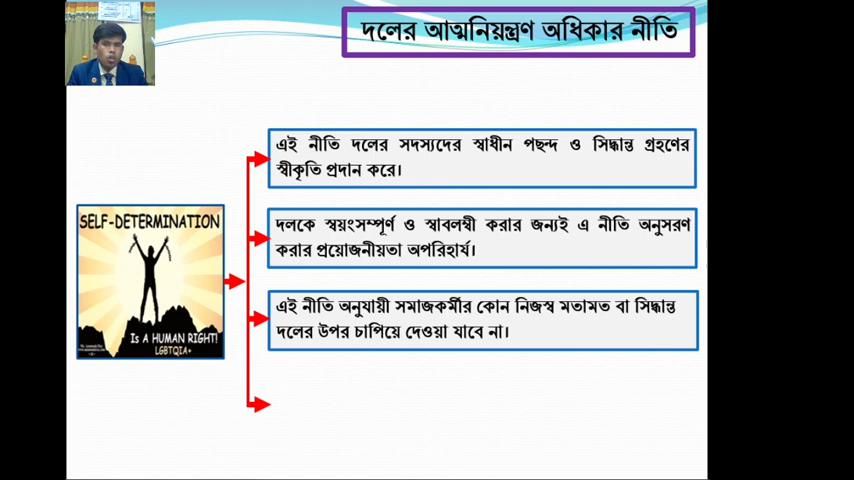 দলের আত্মনিয়ন্ত্রণ অধিকার নীতি
এই নীতি দলের সদস্যদের স্বাধীন পছন্দ ও সিদ্ধান্ত গ্রহণের
স্বীকৃতি প্রদান করে।
দলকে স্বয়ংসম্পূর্ণ ও স্বাবলম্বী করার জন্যই এ নীতি অনুসরণ
করার প্রয়োজনীয়তা অপরিহার্য।
এই নীতি অনুযায়ী সমাজকর্মীর কোন নিজস্ব মতামত বা সিদ্ধান্ত
দলের উপর চাপিয়ে দেওয়া যাবে না।
SELF-DETERMINATION
Is A HUMAN RIGHT!
LGBTQIA+